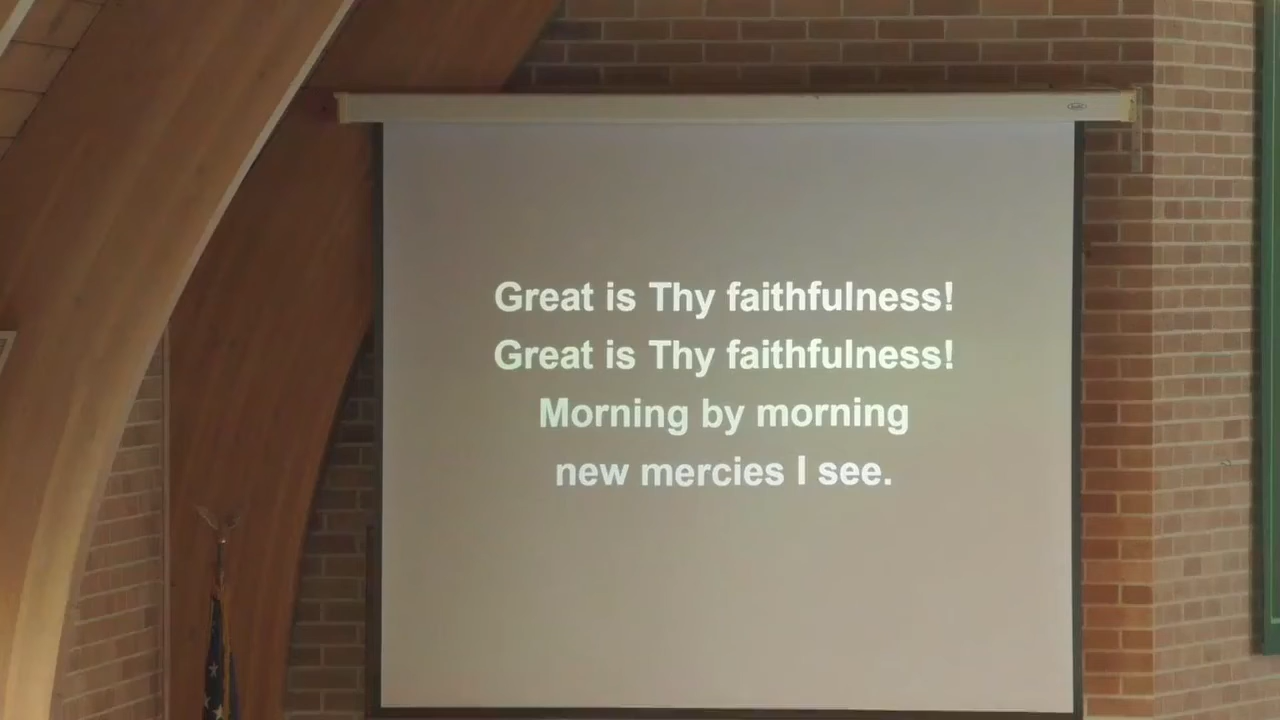 Great is Thy faithfulness!
Great is Thy faithfulness!
Morning by morning
new mercies I see.